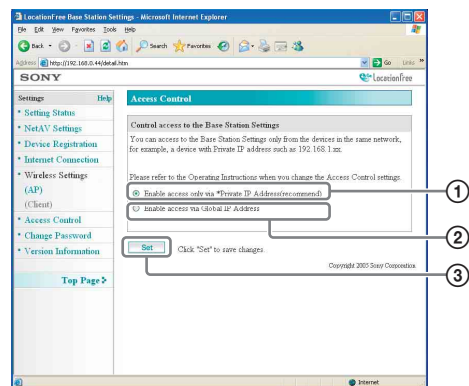 LocationFree Base Station Settings - Microsoft Internet Explorer
File Edit View Favorites Tools Help
Back Search Favorites
Address http://192.168.0.44/detail.htm Go Links »
SONY LocationFree
Settings Help
* Setting Status
* NetAV Settings
* Device Registration
* Internet Connection
* Wireless Settings
(AP)
(Client)
* Access Control
* Change Password
* Version Information
Top Page
Access Control
Control access to the Base Station Settings
You can access to the Base Station Settings only from the devices in the same network,
for example, a device with Private IP address such as 192.168.1.xx.
Please refer to the Operating Instructions when you change the Access Control settings.
Enable access only via *Private IP Address(recommend)
Enable access via Global IP Address
Set Click "Set" to save changes.
Copyright 2005 Sony Corporation
Internet
1
2
3